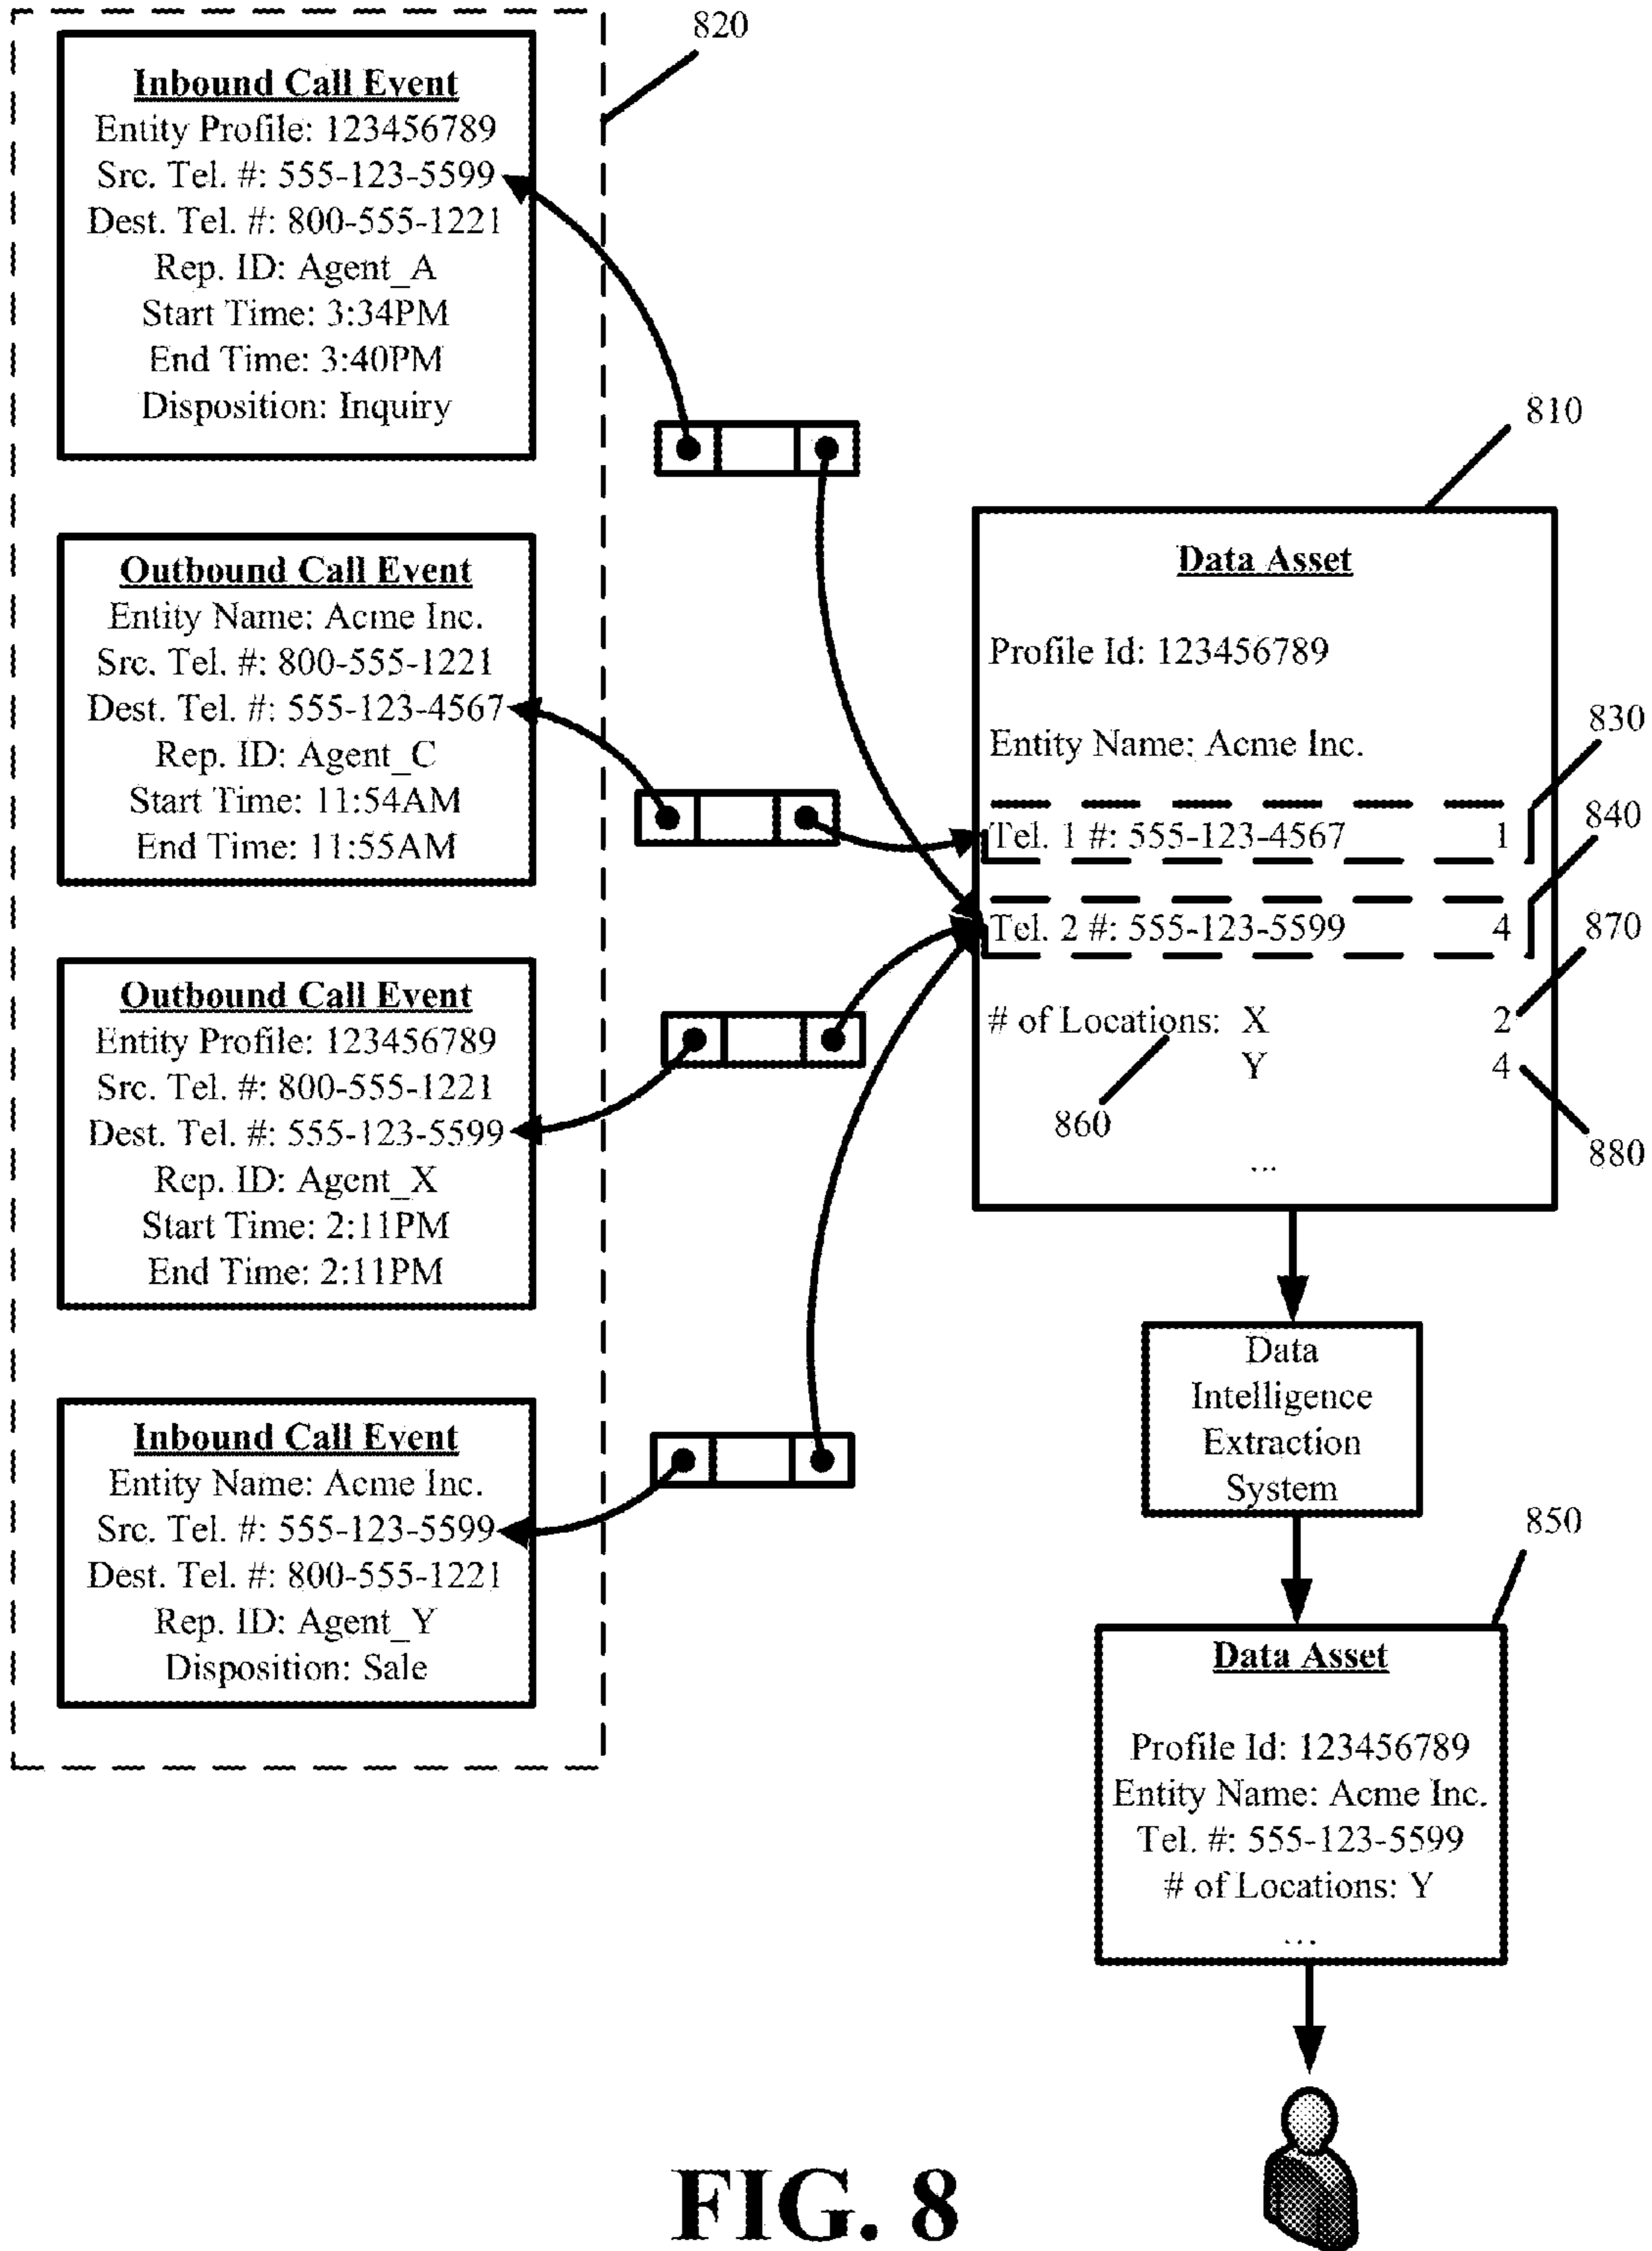 820
Inbound Call Event
Entity Profile: 123456789
Src. Tel. #: 555-123-5599
Dest. Tel. #: 800-555-1221
Rep. ID: Agent_A
Start Time: 3:34PM
End Time: 3:40PM
Disposition: Inquiry
Outbound Call Event
Entity Name: Acme Inc.
Src. Tel. #: 800-555-1221
Dest. Tel. #: 555-123-4567
Rep. ID: Agent_C
Start Time: 11:54AM
End Time: 11:55AM
Outbound Call Event
Entity Profile: 123456789
Src. Tel. #: 800-555-1221
Dest. Tel. #: 555-123-5599
Rep. ID: Agent_X
Start Time: 2:11PM
End Time: 2:11PM
Inbound Call Event
Entity Name: Acme Inc.
Src. Tel. #: 555-123-5599
Dest. Tel. #: 800-555-1221
Rep. ID: Agent_Y
Disposition: Sale
810
Data Asset
Profile Id: 123456789
Entity Name: Acme Inc.
830
Tel. 1 #: 555-123-4567 1
840
Tel. 2 #: 555-123-5599 4
870
# of Locations: X 2
Y 4
860
880
...
Data
Intelligence
Extraction
System
850
Data Asset
Profile Id: 123456789
Entity Name: Acme Inc.
Tel. #: 555-123-5599
# of Locations: Y
...
FIG. 8